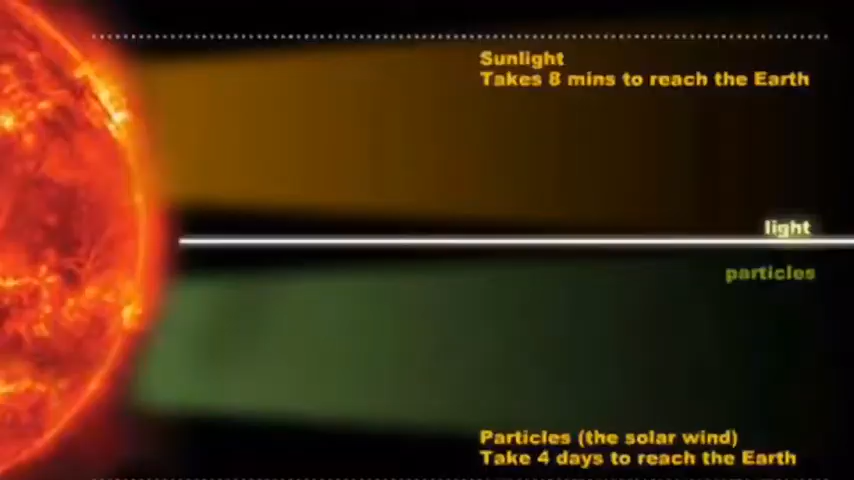 Sunlight
Takes 8 mins to reach the Earth
light
particles
Particles (the solar wind)
Take 4 days to reach the Earth